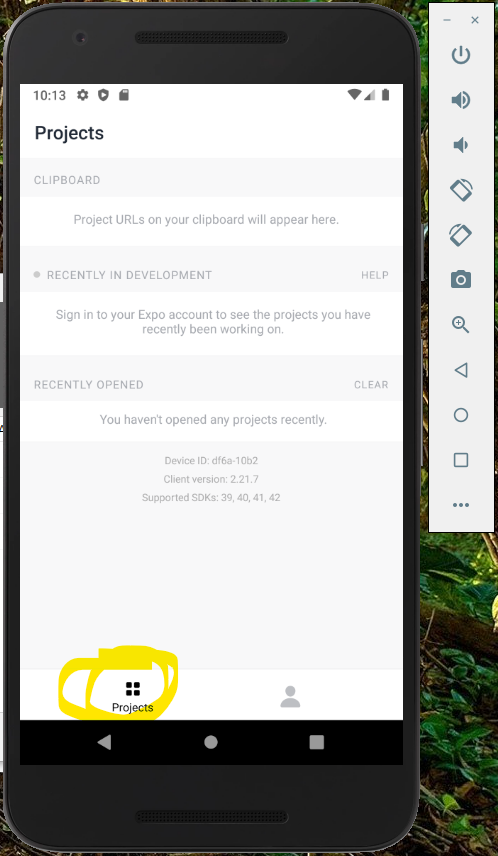 10:13
Projects
CLIPBOARD
Project URLs on your clipboard will appear here.
RECENTLY IN DEVELOPMENT HELP
Sign in to your Expo account to see the projects you have
recently been working on.
RECENTLY OPENED CLEAR
You haven't opened any projects recently.
Device ID: df6a-10b2
Client version: 2.21.7
Supported SDKs: 39, 40, 41, 42
Projects